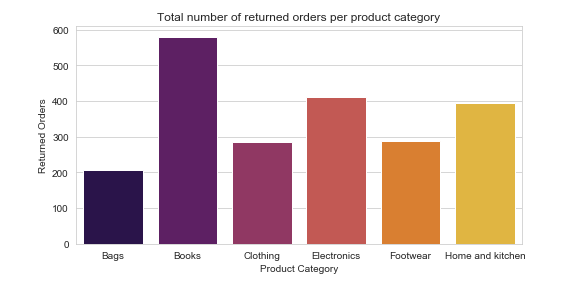 Total number of returned orders per product category
600
500
400
300
200
100
0
Returned Orders
Bags
Books
Clothing
Electronics
Footwear
Home and kitchen
Product Category